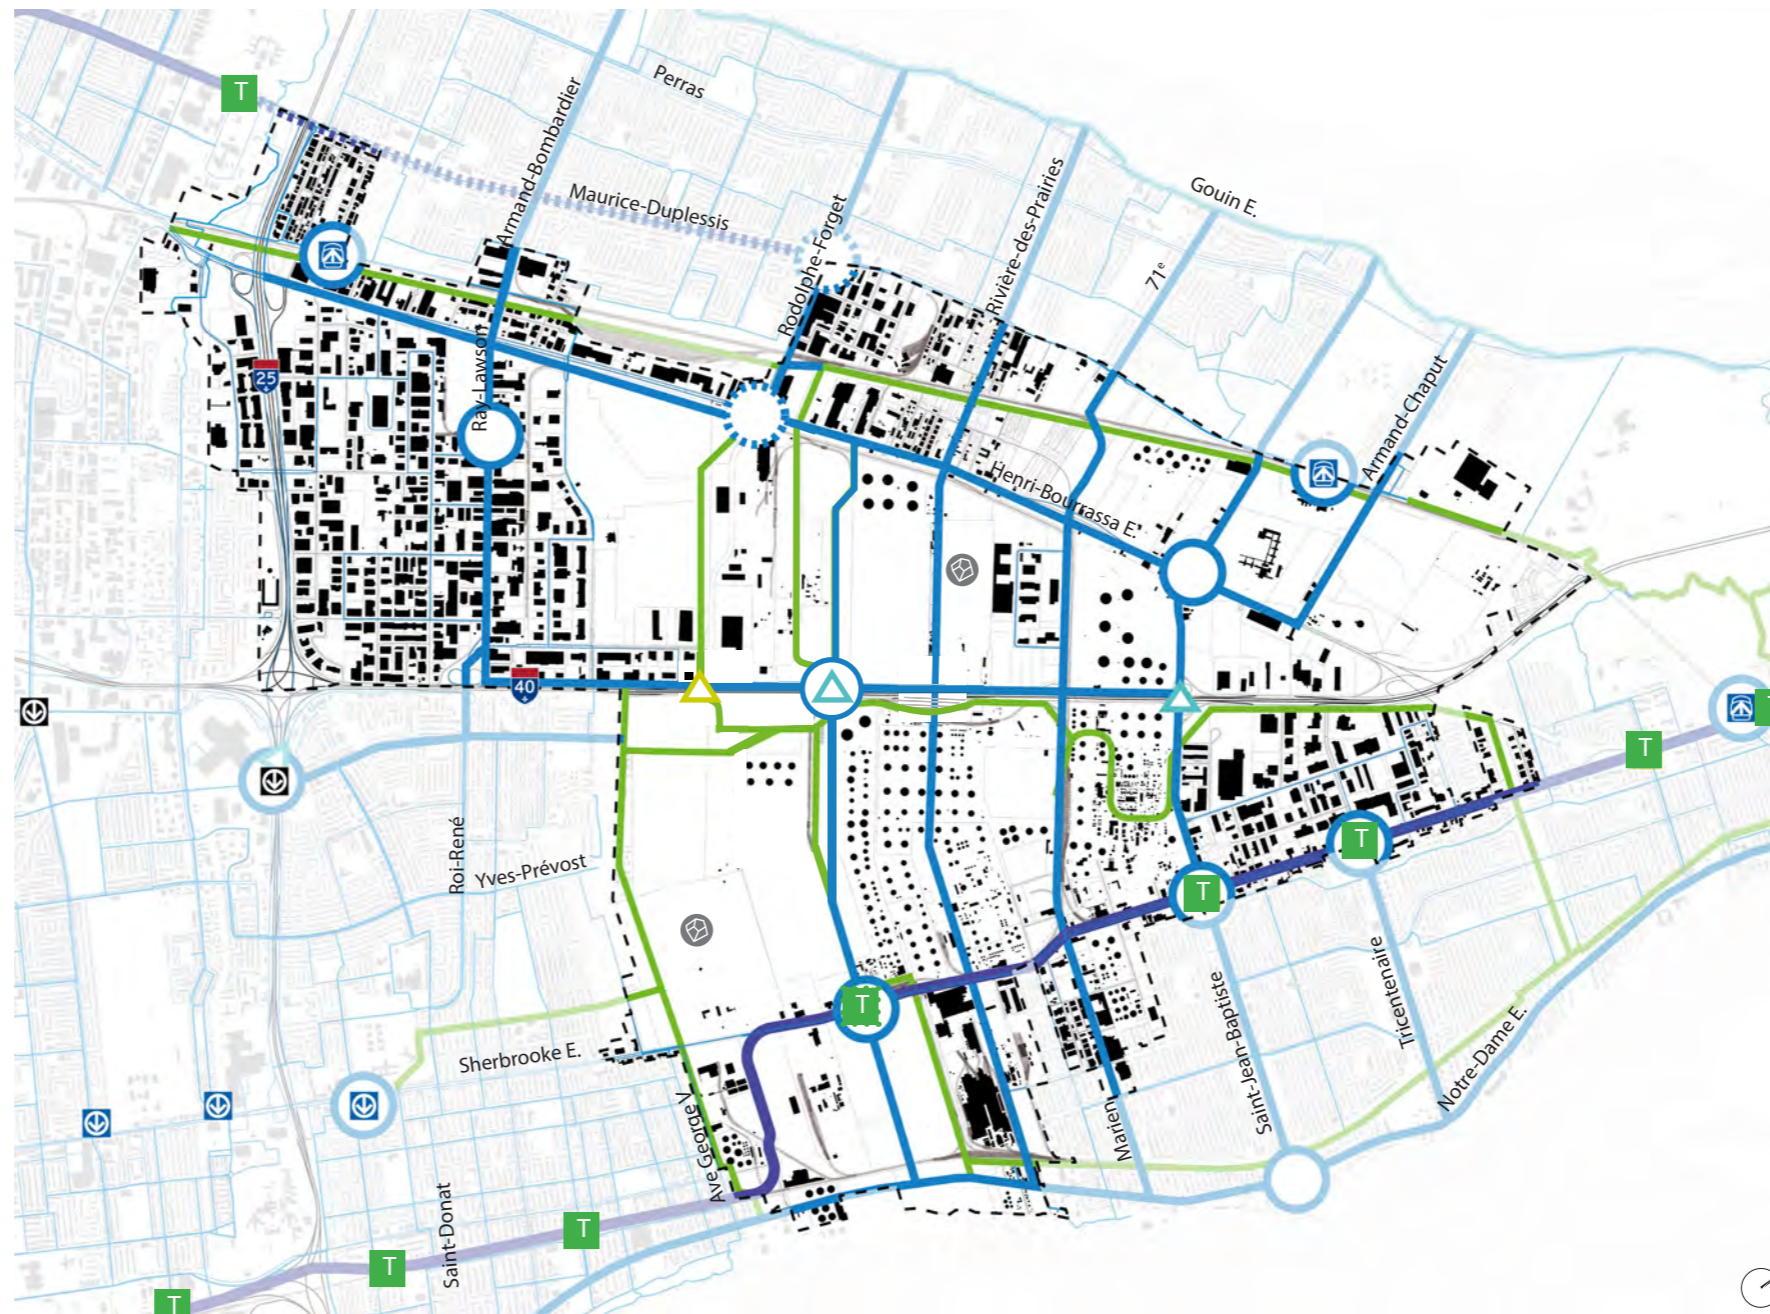 T
Perras
Armand-Bombardier
Maurice-Duplessis
Rodolphe-Forget
Rivière-des-Prairies
Gouin E.
71e
Armand-Chaput
Ray-Lawson
25
Henri-Bourrassa E.
40
Roi-René
Yves-Prévost
T
T
T
T
T
Sherbrooke E.
Saint-Jean-Baptiste
Tricentenaire
Notre-Dame E.
Marien
Ave George V
Saint-Donat
T
T
T